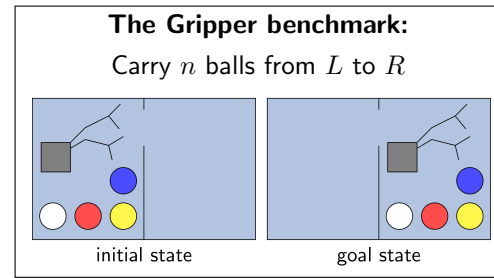 The Gripper benchmark:
Carry n balls from L to R
initial state
goal state